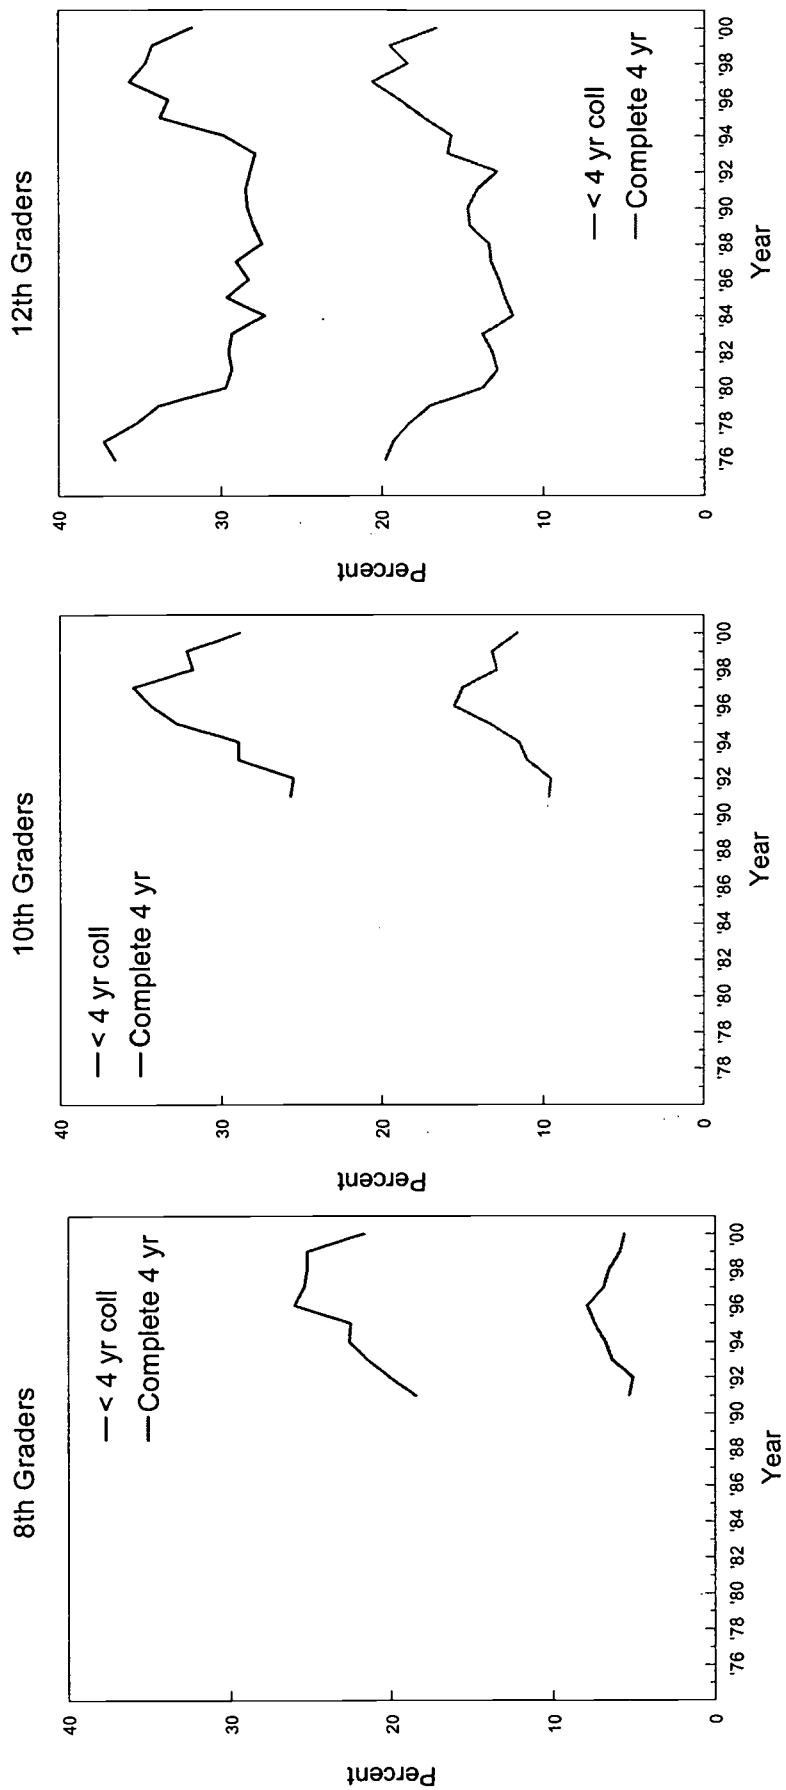 8th Graders
— < 4 yr coll
— Complete 4 yr
Percent
40
30
20
10
0
'76 '78 '80 '82 '84 '86 '88 '90 '92 '94 '96 '98 '00
Year
10th Graders
— < 4 yr coll
— Complete 4 yr
Percent
40
30
20
10
0
'78 '78 '80 '82 '84 '86 '88 '90 '92 '94 '96 '98 '00
Year
12th Graders
— < 4 yr coll
— Complete 4 yr
Percent
40
30
20
10
0
'76 '78 '80 '82 '84 '86 '88 '90 '92 '94 '96 '98 '00
Year